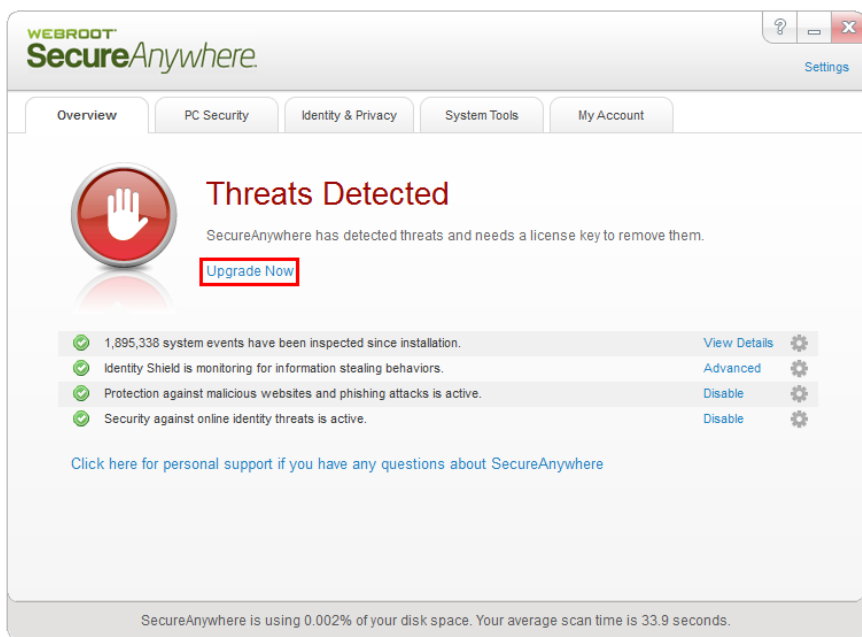 WEBROOT
SecureAnywhere.
Settings
Overview PC Security Identity & Privacy System Tools My Account
Threats Detected
SecureAnywhere has detected threats and needs a license key to remove them.
Upgrade Now
1,895,338 system events have been inspected since installation. View Details
Identity Shield is monitoring for information stealing behaviors. Advanced
Protection against malicious websites and phishing attacks is active. Disable
Security against online identity threats is active. Disable
Click here for personal support if you have any questions about SecureAnywhere
SecureAnywhere is using 0.002% of your disk space. Your average scan time is 33.9 seconds.